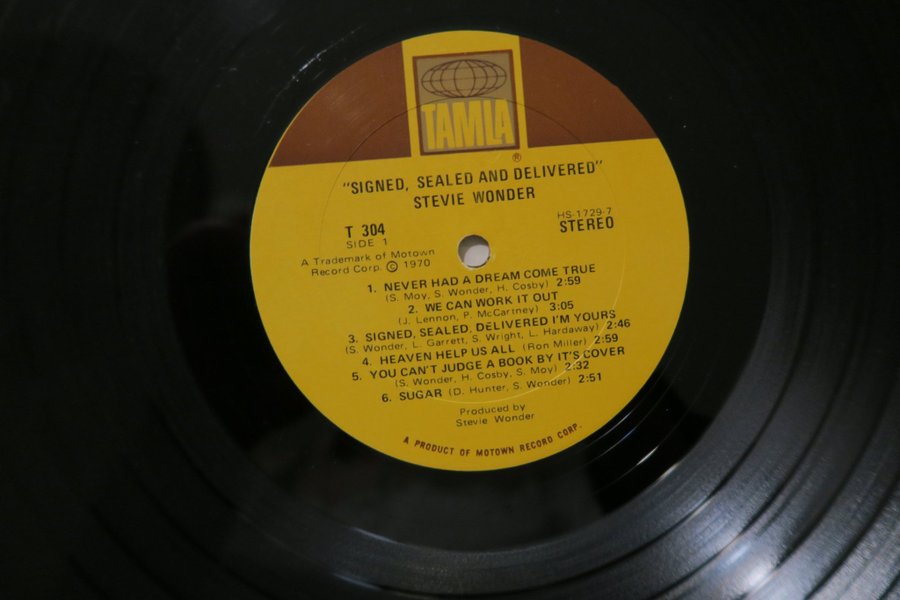 TAMLA
®
"SIGNED, SEALED AND DELIVERED"
STEVIE WONDER
T 304
SIDE 1
HS-1729-7
STEREO
A Trademark of Motown
Record Corp. © 1970
1. NEVER HAD A DREAM COME TRUE
(S. Moy, S. Wonder, H. Cosby) 2:59
2. WE CAN WORK IT OUT
(J. Lennon, P. McCartney) 3:05
3. SIGNED, SEALED, DELIVERED I'M YOURS
(S. Wonder, L. Garrett, S. Wright, L. Hardaway) 2:46
4. HEAVEN HELP US ALL (Ron Miller) 2:59
5. YOU CAN'T JUDGE A BOOK BY IT'S COVER
(S. Wonder, H. Cosby, S. Moy) 2:32
6. SUGAR (D. Hunter, S. Wonder) 2:51
Produced by
Stevie Wonder
A PRODUCT OF MOTOWN RECORD CORP.